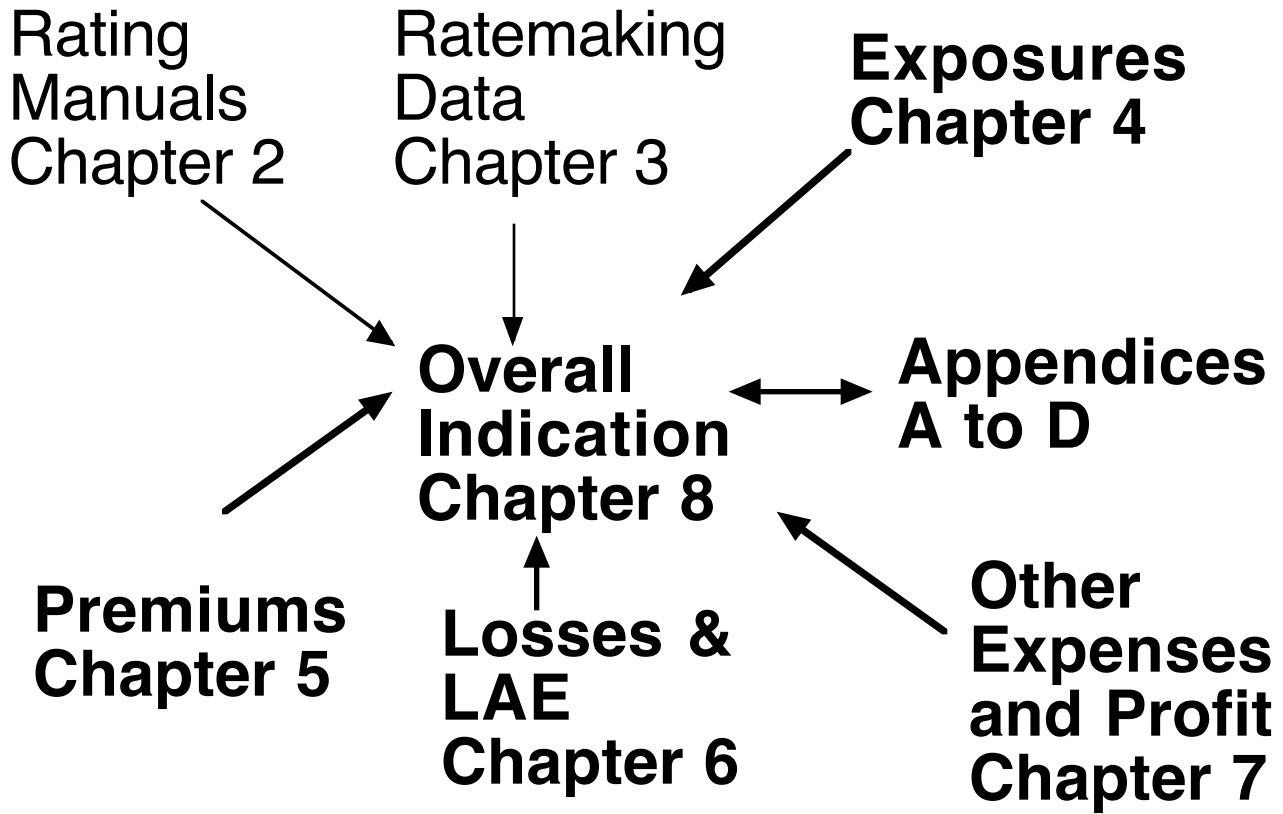 Rating
Manuals
Chapter 2
Ratemaking
Data
Chapter 3
Exposures
Chapter 4
Overall
Indication
Chapter 8
Appendices
A to D
Premiums
Chapter 5
Losses &
LAE
Chapter 6
Other
Expenses
and Profit
Chapter 7